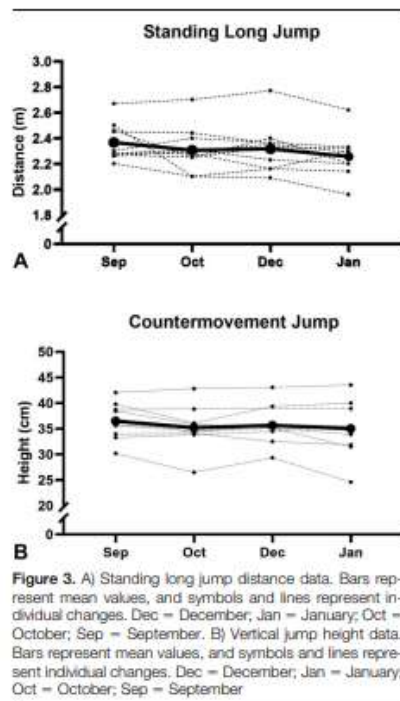 Standing Long Jump
3.0
2.8
2.6
2.4
2.2
2.0
1.8
0
Distance (m)
Sep Oct Dec Jan
A
Countermovement Jump
50
45
40
35
30
25
20
0
Height (cm)
Sep Oct Dec Jan
B
Figure 3. A) Standing long jump distance data. Bars rep-
resent mean values, and symbols and lines represent in-
dividual changes. Dec = December; Jan = January; Oct =
October; Sep = September. B) Vertical jump height data.
Bars represent mean values, and symbols and lines repre-
sent individual changes. Dec = December; Jan = January;
Oct = October; Sep = September